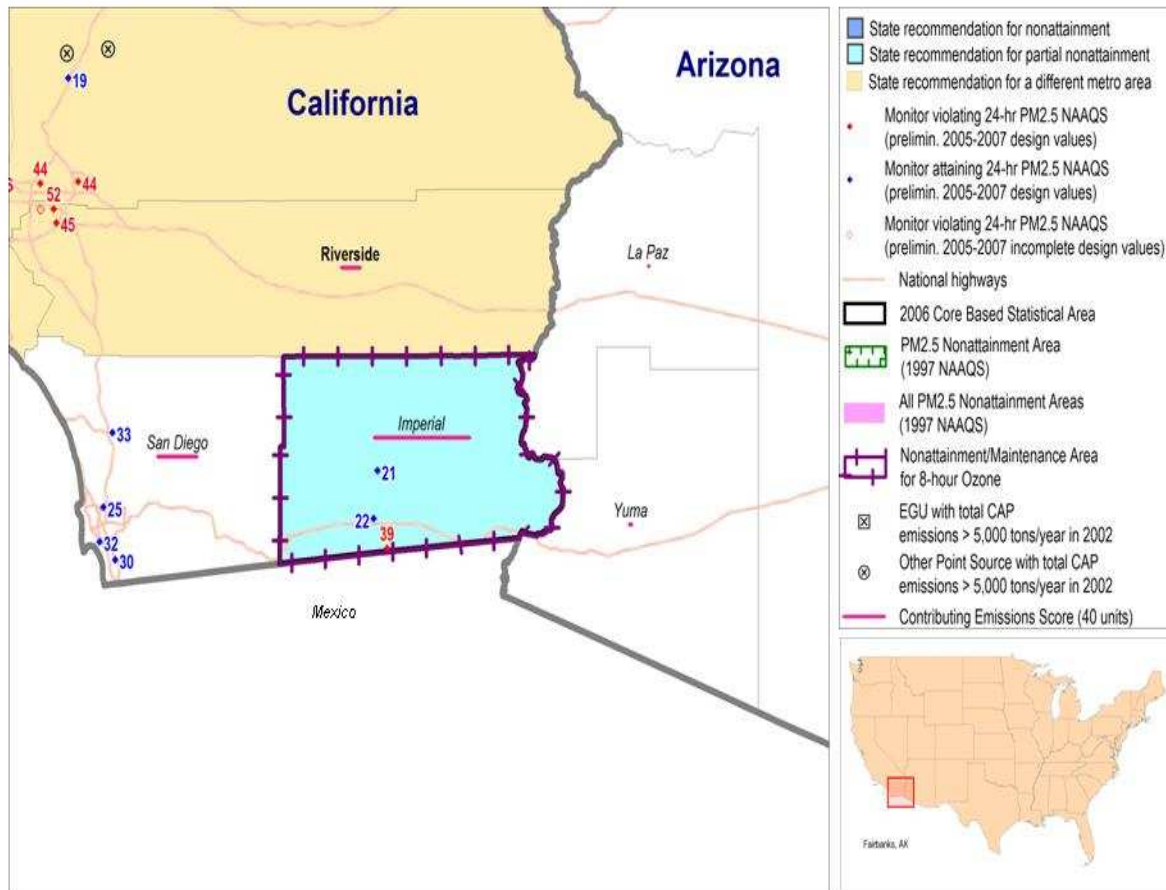 California
Arizona
19
44
44
52
45
S
Riverside
La Paz
Imperial
San Diego
33
21
25
22
39
32
30
Yuma
Mexico
State recommendation for nonattainment
State recommendation for partial nonattainment
State recommendation for a different metro area
Monitor violating 24-hr PM2.5 NAAQS
(prelimin. 2005-2007 design values)
Monitor attaining 24-hr PM2.5 NAAQS
(prelimin. 2005-2007 design values)
Monitor violating 24-hr PM2.5 NAAQS
(prelimin. 2005-2007 incomplete design values)
National highways
2006 Core Based Statistical Area
PM2.5 Nonattainment Area
(1997 NAAQS)
All PM2.5 Nonattainment Areas
(1997 NAAQS)
Nonattainment/Maintenance Area
for 8-hour Ozone
EGU with total CAP
emissions > 5,000 tons/year in 2002
Other Point Source with total CAP
emissions > 5,000 tons/year in 2002
Contributing Emissions Score (40 units)
Fairbanks, AK